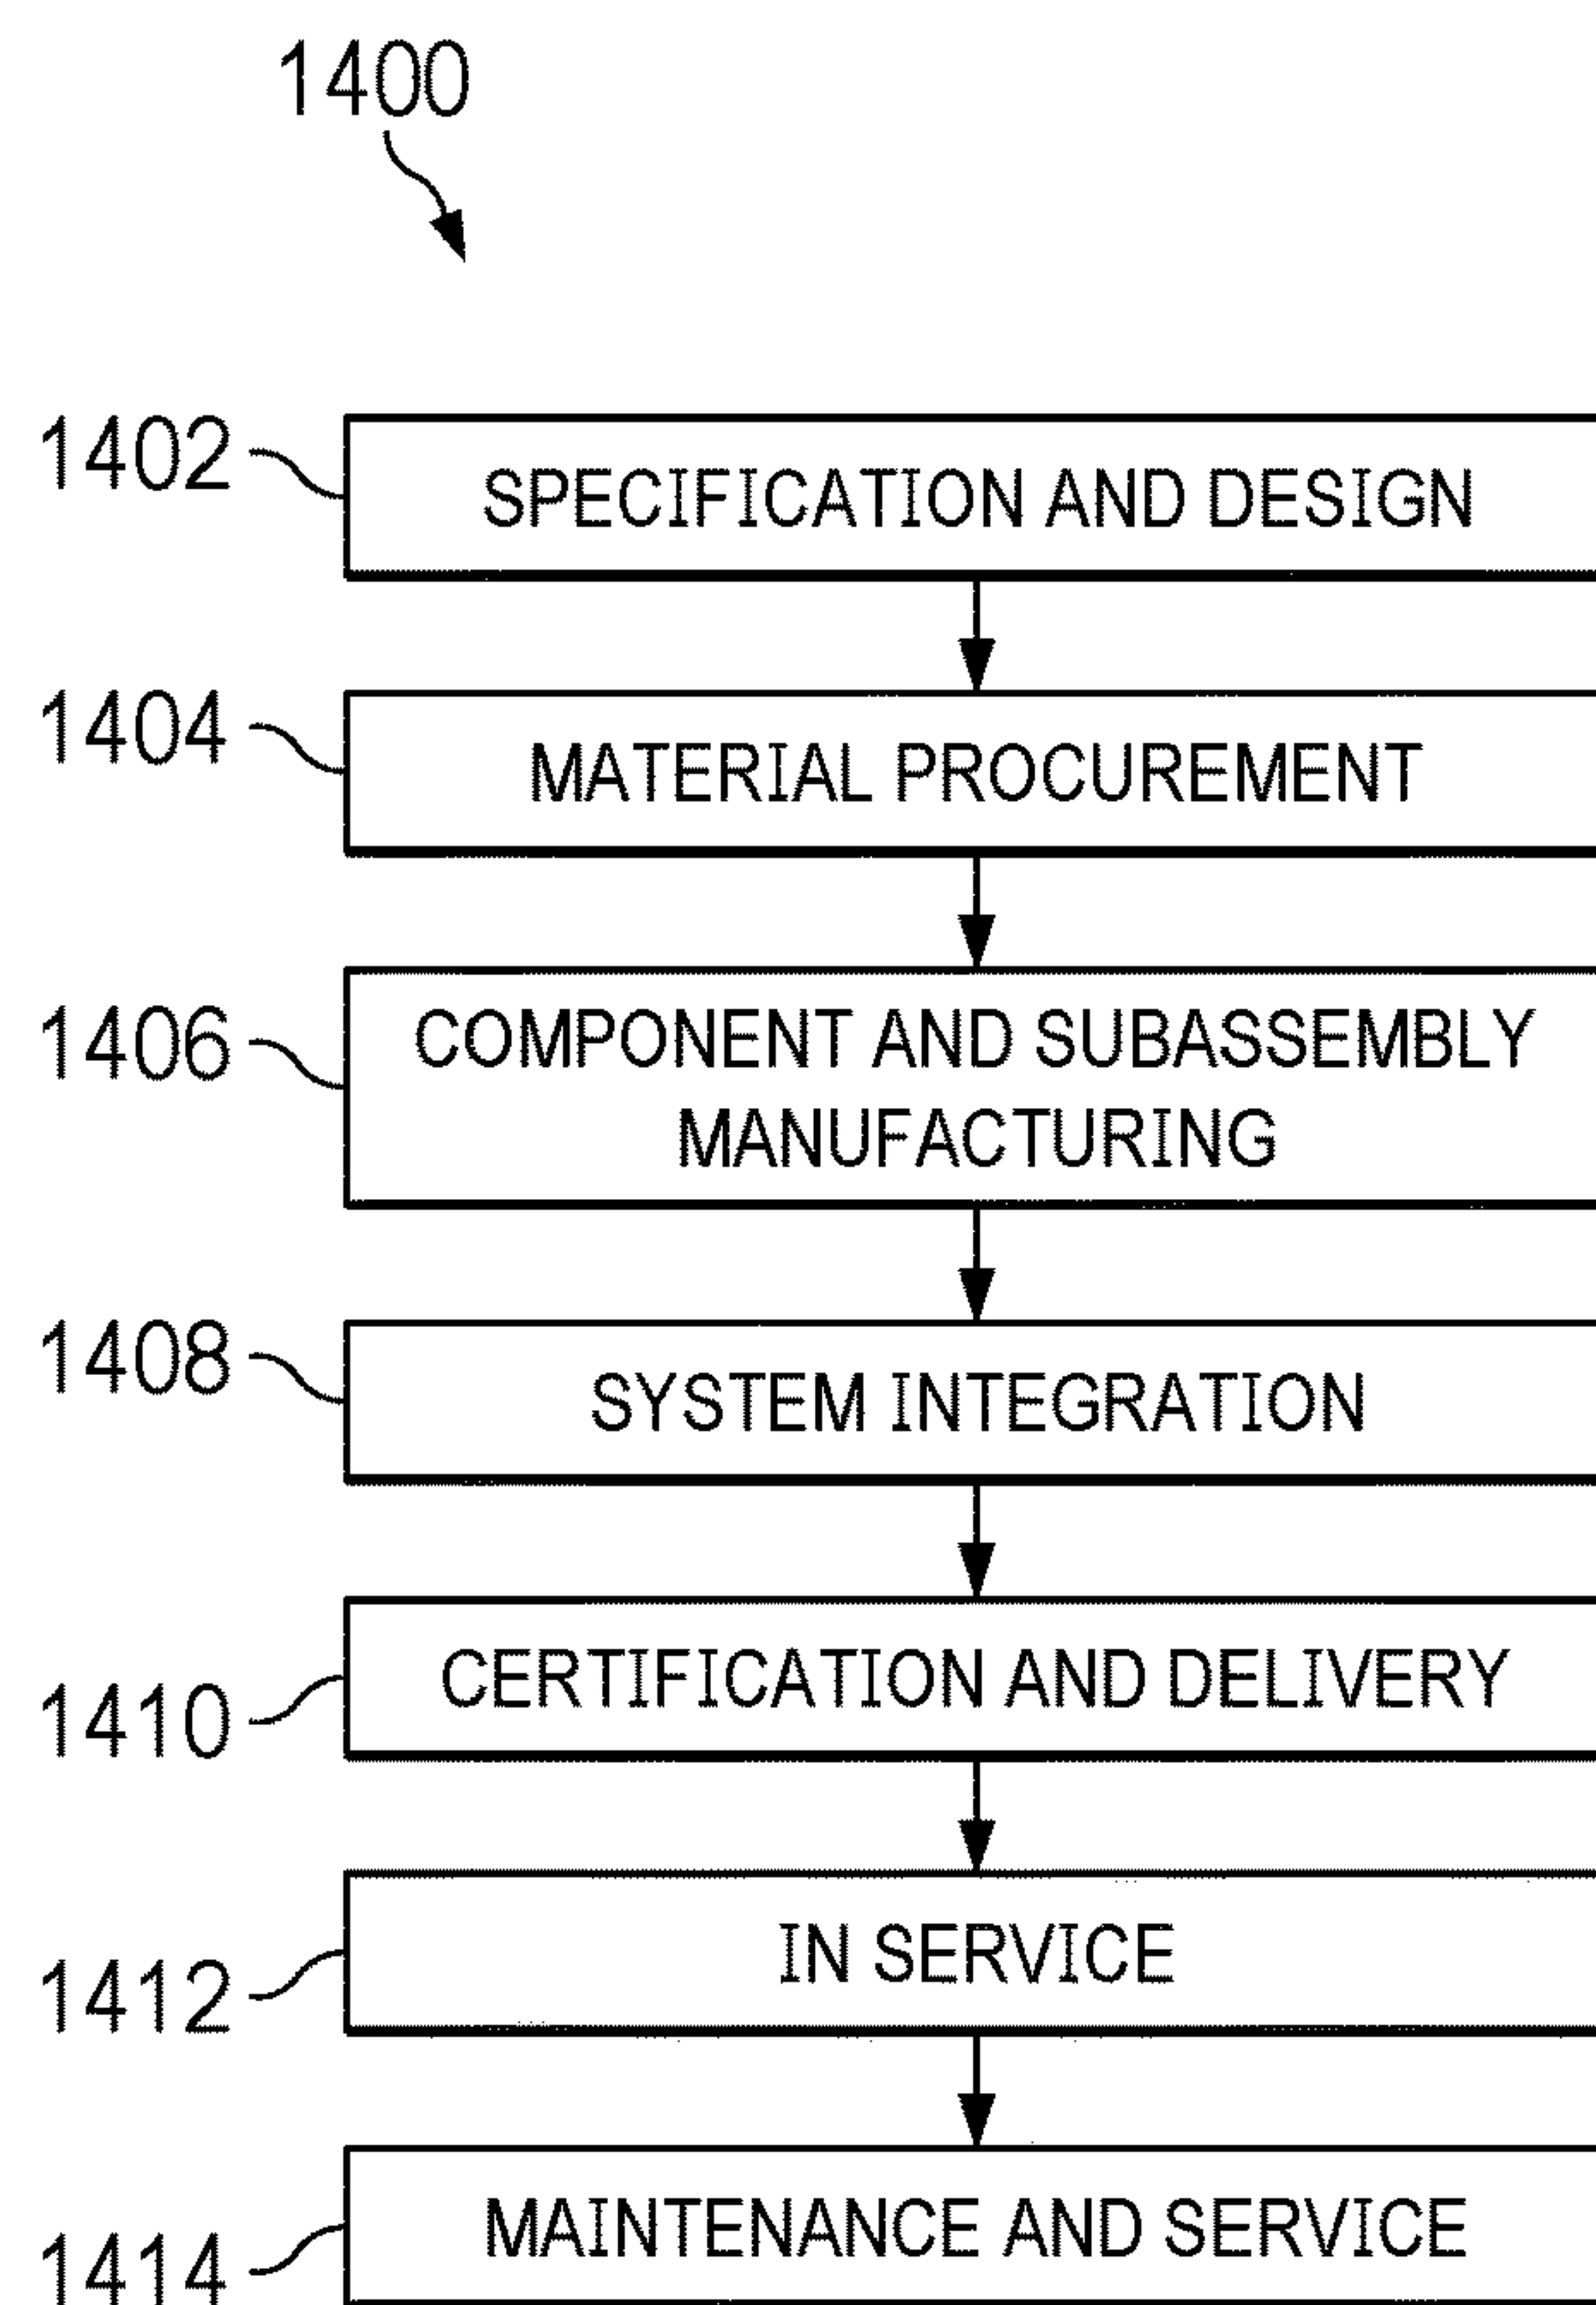 1400
1402 SPECIFICATION AND DESIGN
1404 MATERIAL PROCUREMENT
1406 COMPONENT AND SUBASSEMBLY
MANUFACTURING
1408 SYSTEM INTEGRATION
1410 CERTIFICATION AND DELIVERY
1412 IN SERVICE
1414 MAINTENANCE AND SERVICE